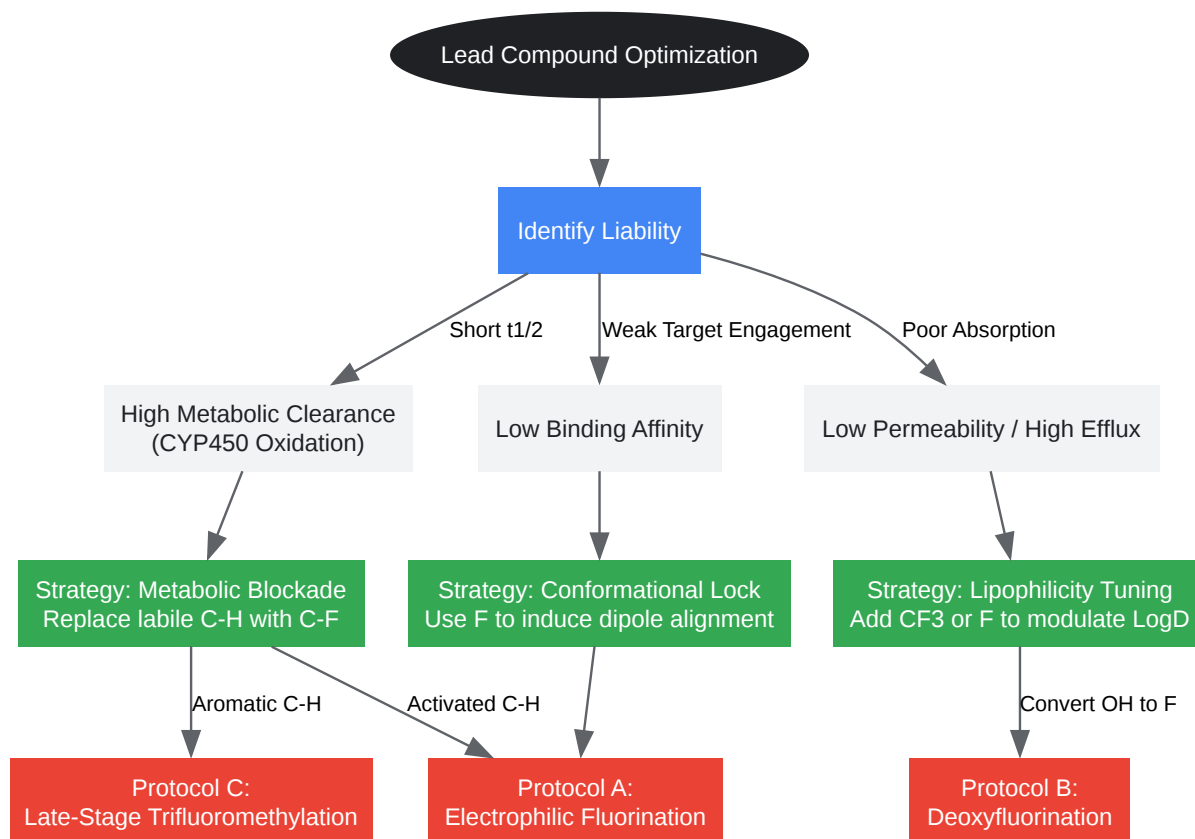 Lead Compound Optimization
Identify Liability
Short t1/2
Weak Target Engagement
Poor Absorption
High Metabolic Clearance
(CYP450 Oxidation)
Low Binding Affinity
Low Permeability / High Efflux
Strategy: Metabolic Blockade
Replace labile C-H with C-F
Strategy: Conformational Lock
Use F to induce dipole alignment
Strategy: Lipophilicity Tuning
Add CF3 or F to modulate LogD
Aromatic C-H
Activated C-H
Convert OH to F
Protocol C:
Late-Stage Trifluoromethylation
Protocol A:
Electrophilic Fluorination
Protocol B:
Deoxyfluorination